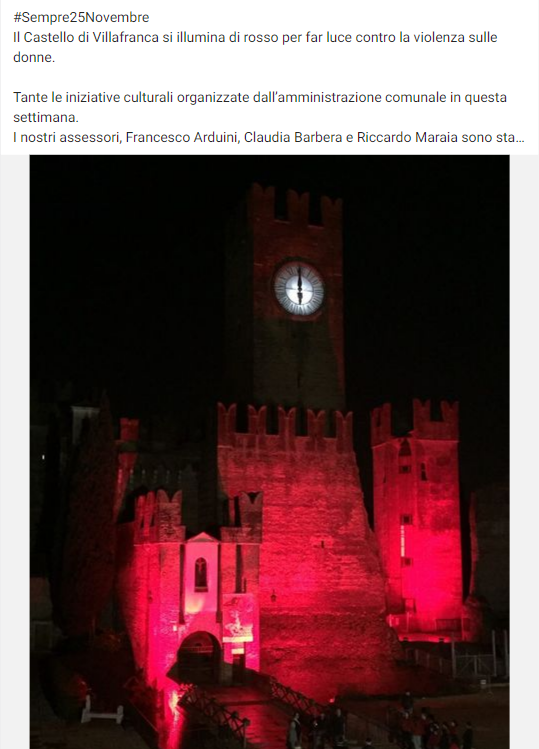 #Sempre25Novembre
Il Castello di Villafranca si illumina di rosso per far luce contro la violenza sulle
donne.
Tante le iniziative culturali organizzate dall'amministrazione comunale in questa
settimana.
I nostri assessori, Francesco Arduini, Claudia Barbera e Riccardo Maraia sono sta...